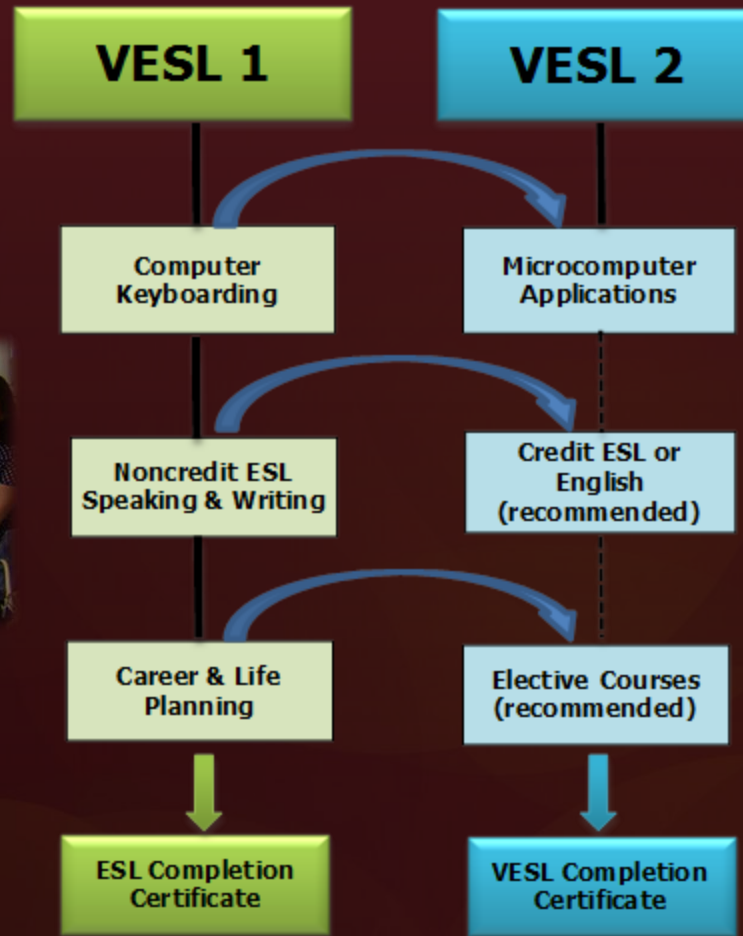 VESL 1
VESL 2
Computer
Keyboarding
Microcomputer
Applications
Noncredit ESL
Speaking & Writing
Credit ESL or
English
(recommended)
Career & Life
Planning
Elective Courses
(recommended)
ESL Completion
Certificate
VESL Completion
Certificate